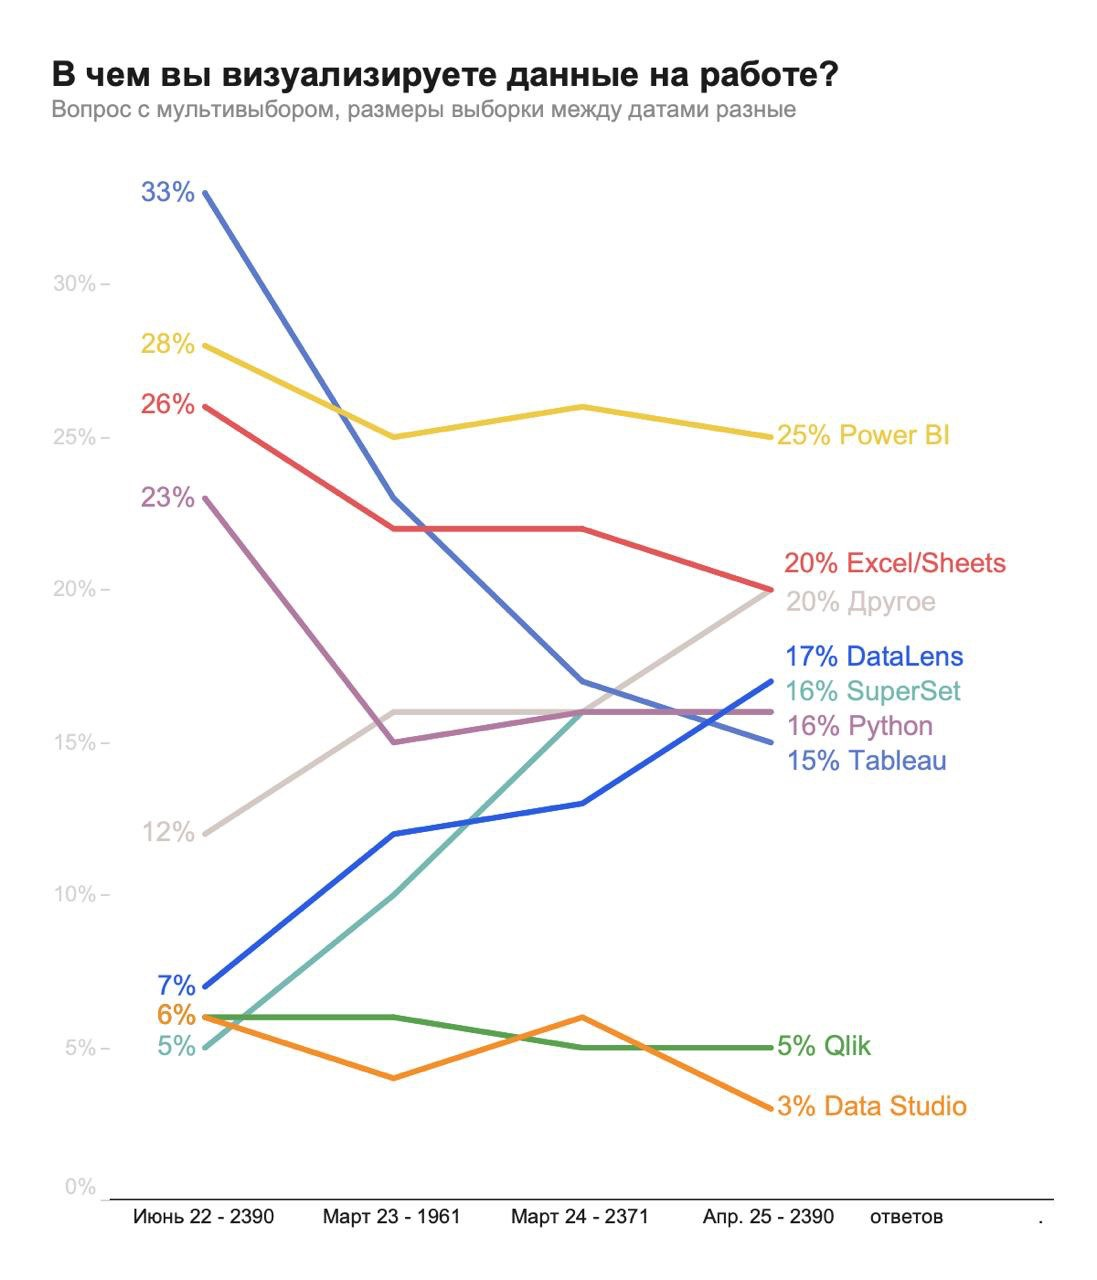 В чем вы визуализируете данные на работе?
Вопрос с мультивыбором, размеры выборки между датами разные
33%
30%
28%
26%
25%
25% Power BI
23%
20%
20% Excel/Sheets
20% Другое
17% DataLens
16% SuperSet
16% Python
15%
15% Tableau
12%
10%
7%
6%
5%
5%
5% Qlik
3% Data Studio
0%
Июнь 22 - 2390 Март 23 - 1961 Март 24 - 2371 Апр. 25 - 2390 ответов .